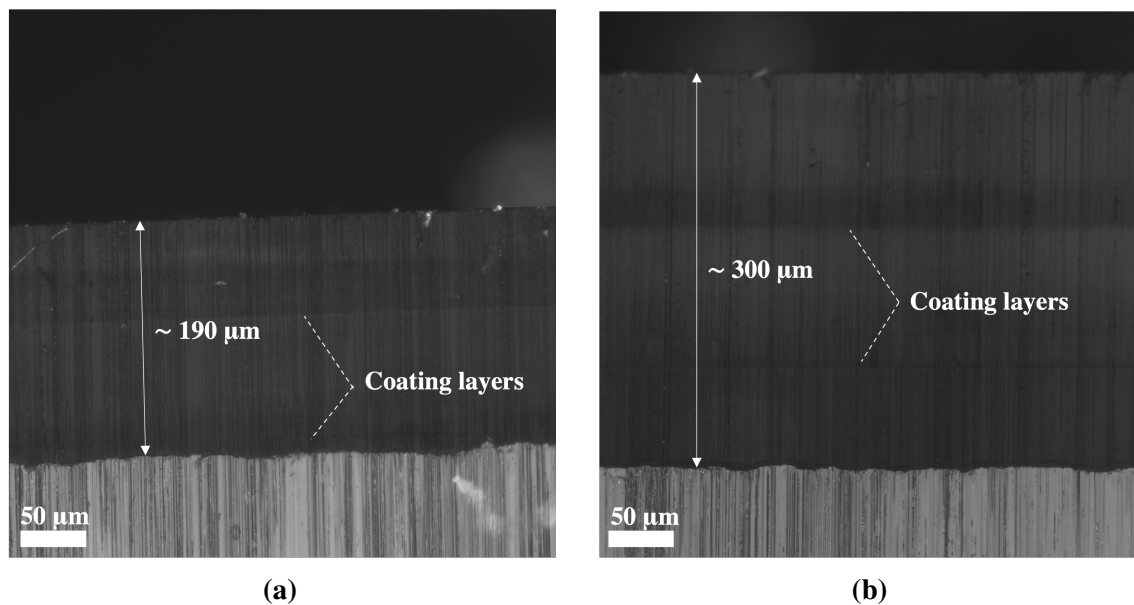 ~ 190 μm
Coating layers
50 μm
(a)
~ 300 μm
Coating layers
50 μm
(b)